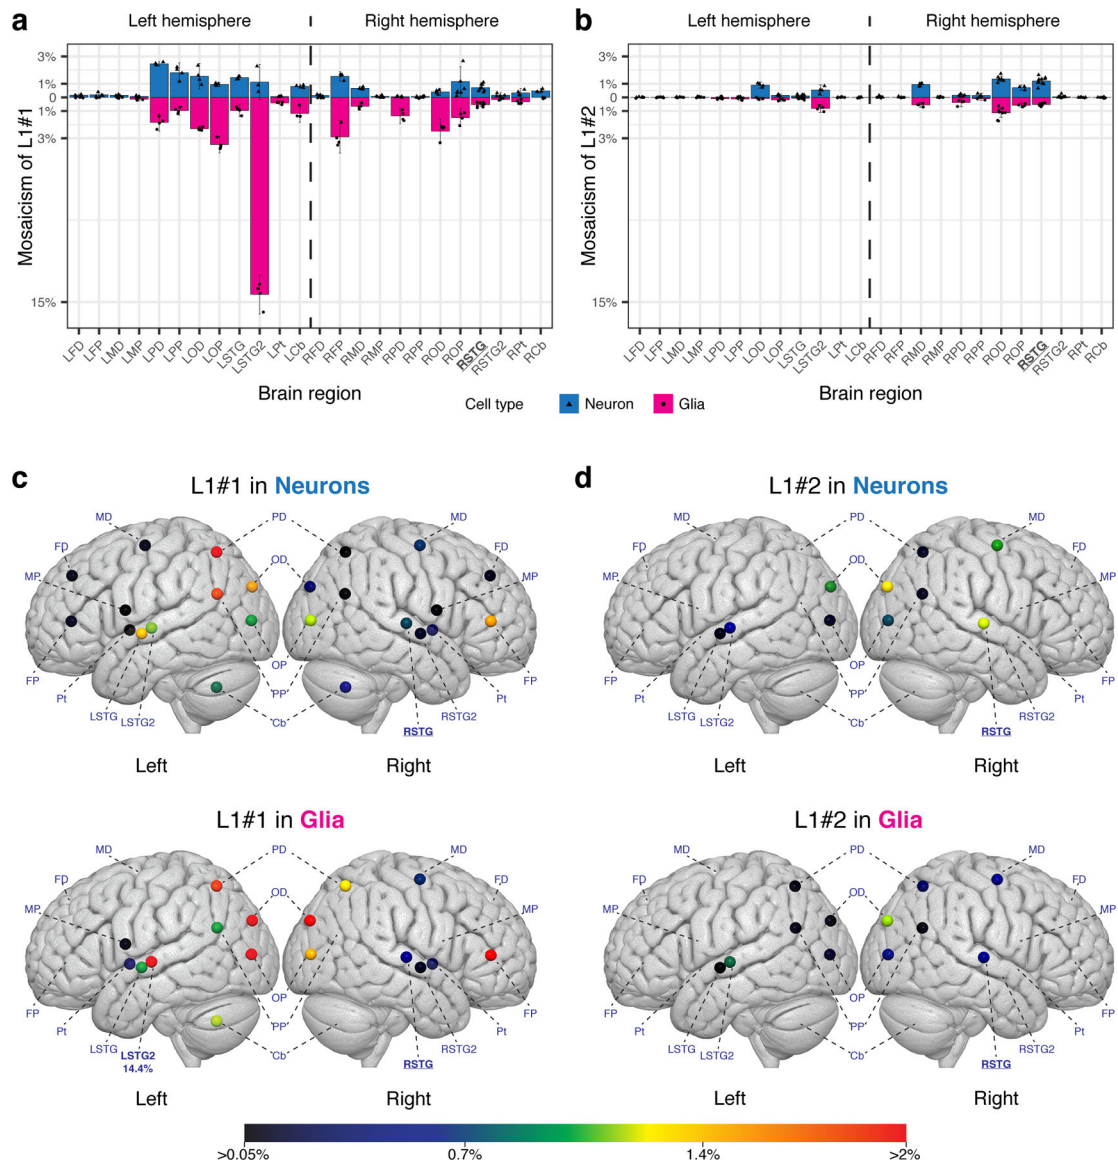 a
Left hemisphere
Right hemisphere
Mosaicism of L1#1
3%
1%
0
1%
3%
15%
LFD LFP LMD LMP LPD LPP LOD LOP LSTG LSTG2 LPt LCb RFD RFP RMD RMP RPD RPP ROD ROP RSTG RSTG2 RPt RCb
Brain region
b
Left hemisphere
Right hemisphere
Mosaicism of L1#2
3%
1%
0
1%
3%
15%
LFD LFP LMD LMP LPD LPP LOD LOP LSTG LSTG2 LPt LCb RFD RFP RMD RMP RPD RPP ROD ROP RSTG RSTG2 RPt RCb
Brain region
Cell type Neuron Glia
c
L1#1 in Neurons
MD PD MD
FD OD FD
MP MP
FP OP FP
Pt PP Pt
LSTG LSTG2 Cb RSTG RSTG2
Left Right
L1#1 in Glia
MD PD MD
FD OD FD
MP MP
FP OP FP
Pt PP Pt
LSTG LSTG2 Cb RSTG RSTG2
14.4%
Left Right
d
L1#2 in Neurons
MD PD MD
FD OD FD
MP MP
FP OP FP
Pt PP Pt
LSTG LSTG2 Cb RSTG RSTG2
Left Right
L1#2 in Glia
MD PD MD
FD OD FD
MP MP
FP OP FP
Pt PP Pt
LSTG LSTG2 Cb RSTG RSTG2
Left Right
>0.05% 0.7% 1.4% >2%